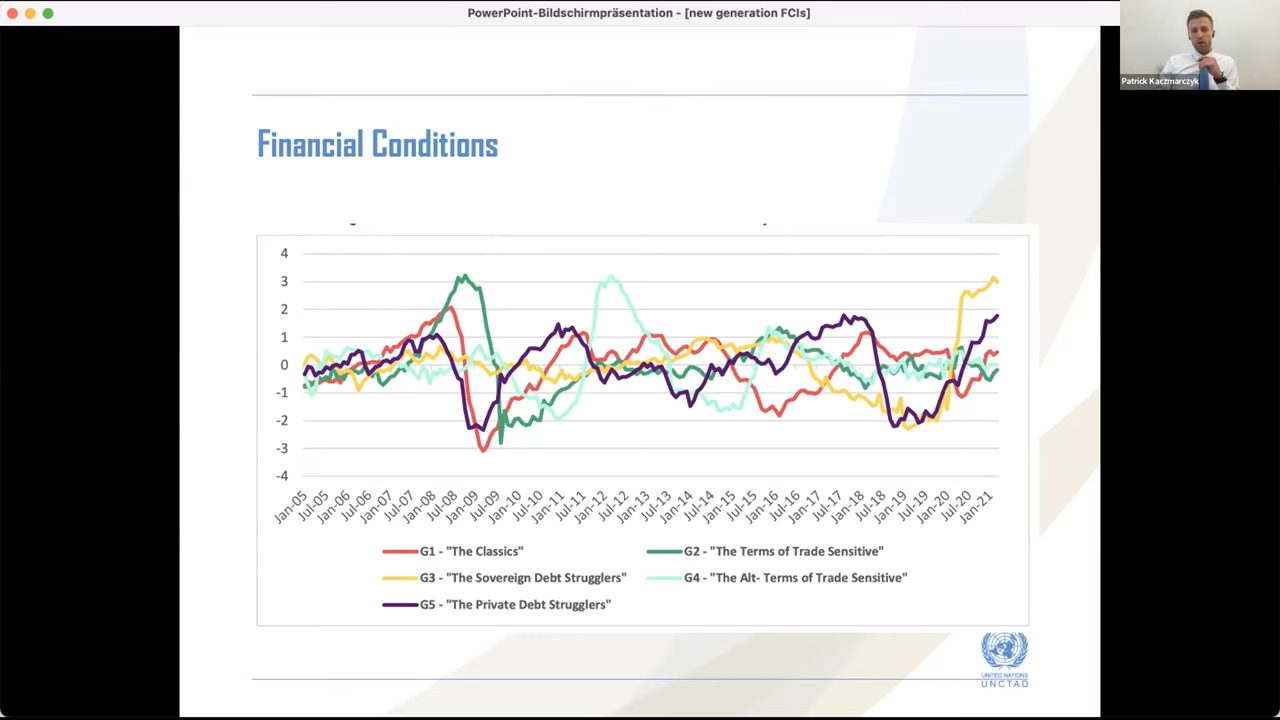 PowerPoint-Bildschirmpräsentation - [new generation FCIs]
Patrick Kaczmarczyk
Financial Conditions
4
3
2
1
0
-1
-2
-3
-4
Jan-05 Jul-05 Jan-06 Jul-06 Jan-07 Jul-07 Jan-08 Jul-08 Jan-09 Jul-09 Jan-10 Jul-10 Jan-11 Jul-11 Jan-12 Jul-12 Jan-13 Jul-13 Jan-14 Jul-14 Jan-15 Jul-15 Jan-16 Jul-16 Jan-17 Jul-17 Jan-18 Jul-18 Jan-19 Jul-19 Jan-20 Jul-20 Jan-21
G1 - "The Classics" G2 - "The Terms of Trade Sensitive"
G3 - "The Sovereign Debt Strugglers" G4 - "The Alt- Terms of Trade Sensitive"
G5 - "The Private Debt Strugglers"
UNITED NATIONS
UNCTAD